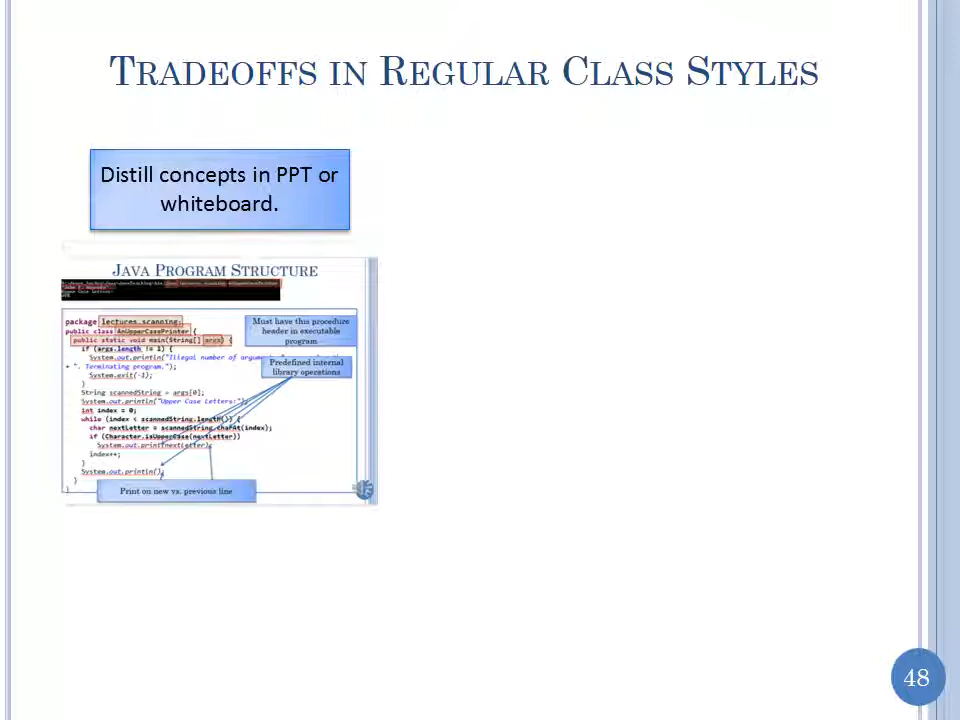 TRADEOFFS IN REGULAR CLASS STYLES
Distill concepts in PPT or
whiteboard.
JAVA PROGRAM STRUCTURE
package lectures.scanning;
public class AnUpperCasePrinter {
public static void main(String[] args) {
if (args.length != 1) {
System.out.println("Illegal number of
+ ". Terminating program.");
System.exit(-1);
}
String scannedString = args[0];
System.out.println("Upper Case Letters:");
int index = 0;
while (index < scannedString.length()) {
char nextLetter = scannedString.charAt(index);
if (Character.isUpperCase(nextLetter))
System.out.print(nextLetter);
index++;
}
System.out.println();
}
}
Must have this procedure
header in executable
program
Predefined internal
library operations
Print on new vs. previous line
48